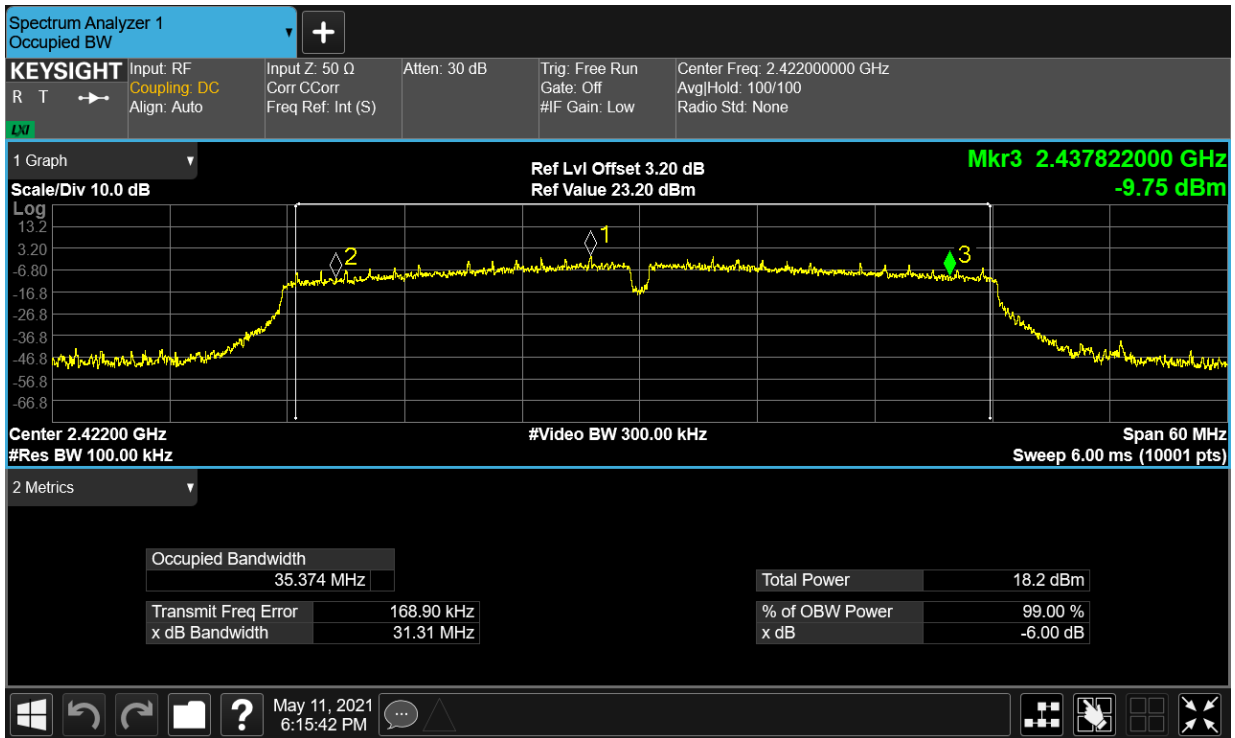 Spectrum Analyzer 1
Occupied BW
KEYSIGHT
R T
LXI
Input: RF
Coupling: DC
Align: Auto
Input Z: 50 Ω
Corr CCorr
Freq Ref: Int (S)
Atten: 30 dB
Trig: Free Run
Gate: Off
#IF Gain: Low
Center Freq: 2.422000000 GHz
Avg|Hold: 100/100
Radio Std: None
1 Graph
Scale/Div 10.0 dB
Ref Lvl Offset 3.20 dB
Ref Value 23.20 dBm
Mkr3 2.437822000 GHz
-9.75 dBm
Log
13.2
3.20
-6.80
-16.8
-26.8
-36.8
-46.8
-56.8
-66.8
2
1
3
Center 2.42200 GHz
#Video BW 300.00 kHz
Span 60 MHz
#Res BW 100.00 kHz
Sweep 6.00 ms (10001 pts)
2 Metrics
Occupied Bandwidth
35.374 MHz
Transmit Freq Error 168.90 kHz
x dB Bandwidth 31.31 MHz
Total Power 18.2 dBm
% of OBW Power 99.00 %
x dB -6.00 dB
?
May 11, 2021
6:15:42 PM